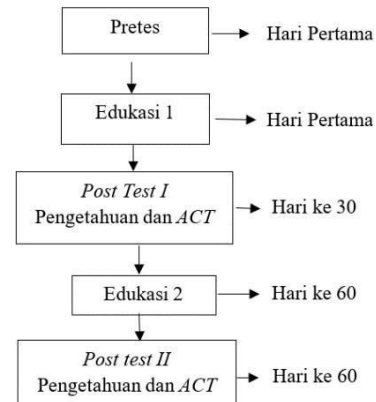 Pretes
Hari Pertama
Edukasi 1
Hari Pertama
Post Test I
Pengetahuan dan ACT
Hari ke 30
Edukasi 2
Hari ke 60
Post test II
Pengetahuan dan ACT
Hari ke 60